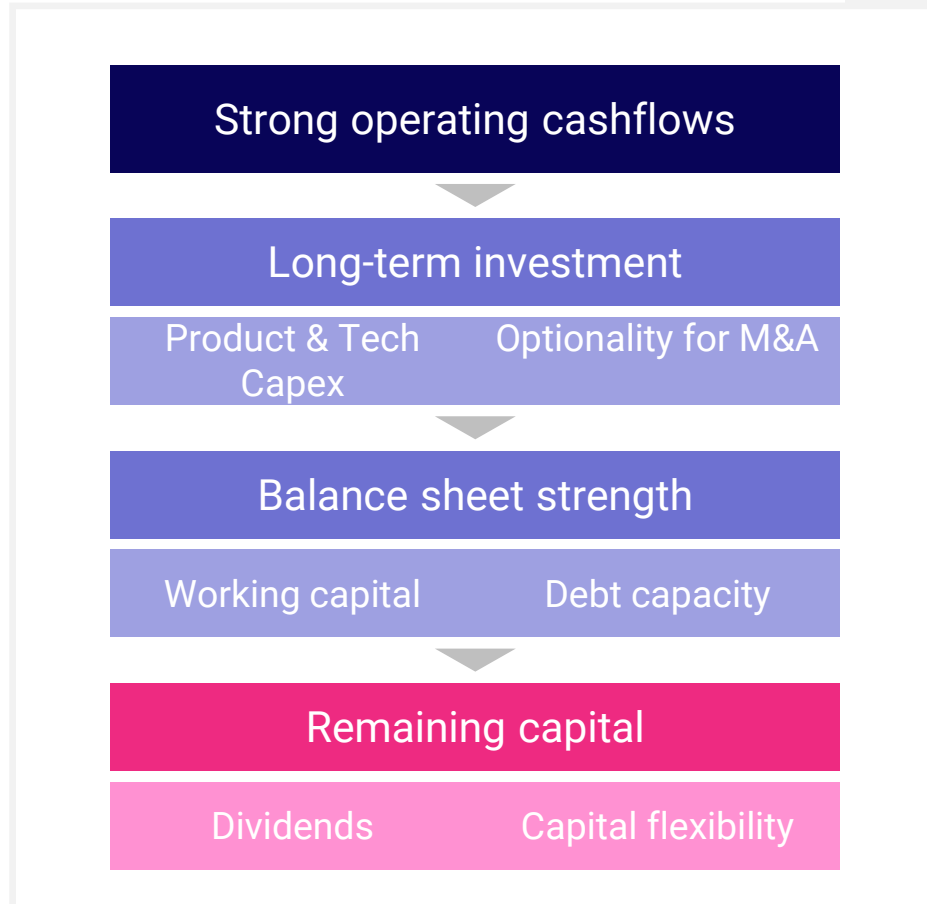 Strong operating cashflows
Long-term investment
Product & Tech
Capex
Optionality for M&A
Balance sheet strength
Working capital
Debt capacity
Remaining capital
Dividends
Capital flexibility